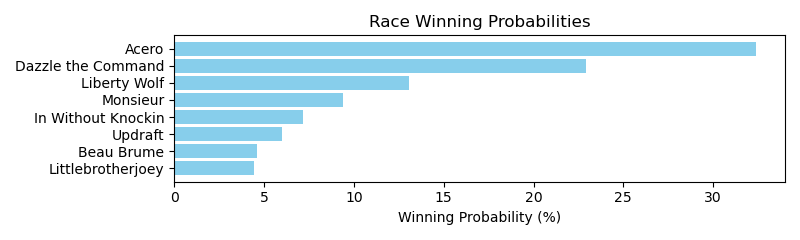 Race Winning Probabilities
Acero
Dazzle the Command
Liberty Wolf
Monsieur
In Without Knockin
Updraft
Beau Brume
Littlebrotherjoey
0 5 10 15 20 25 30
Winning Probability (%)